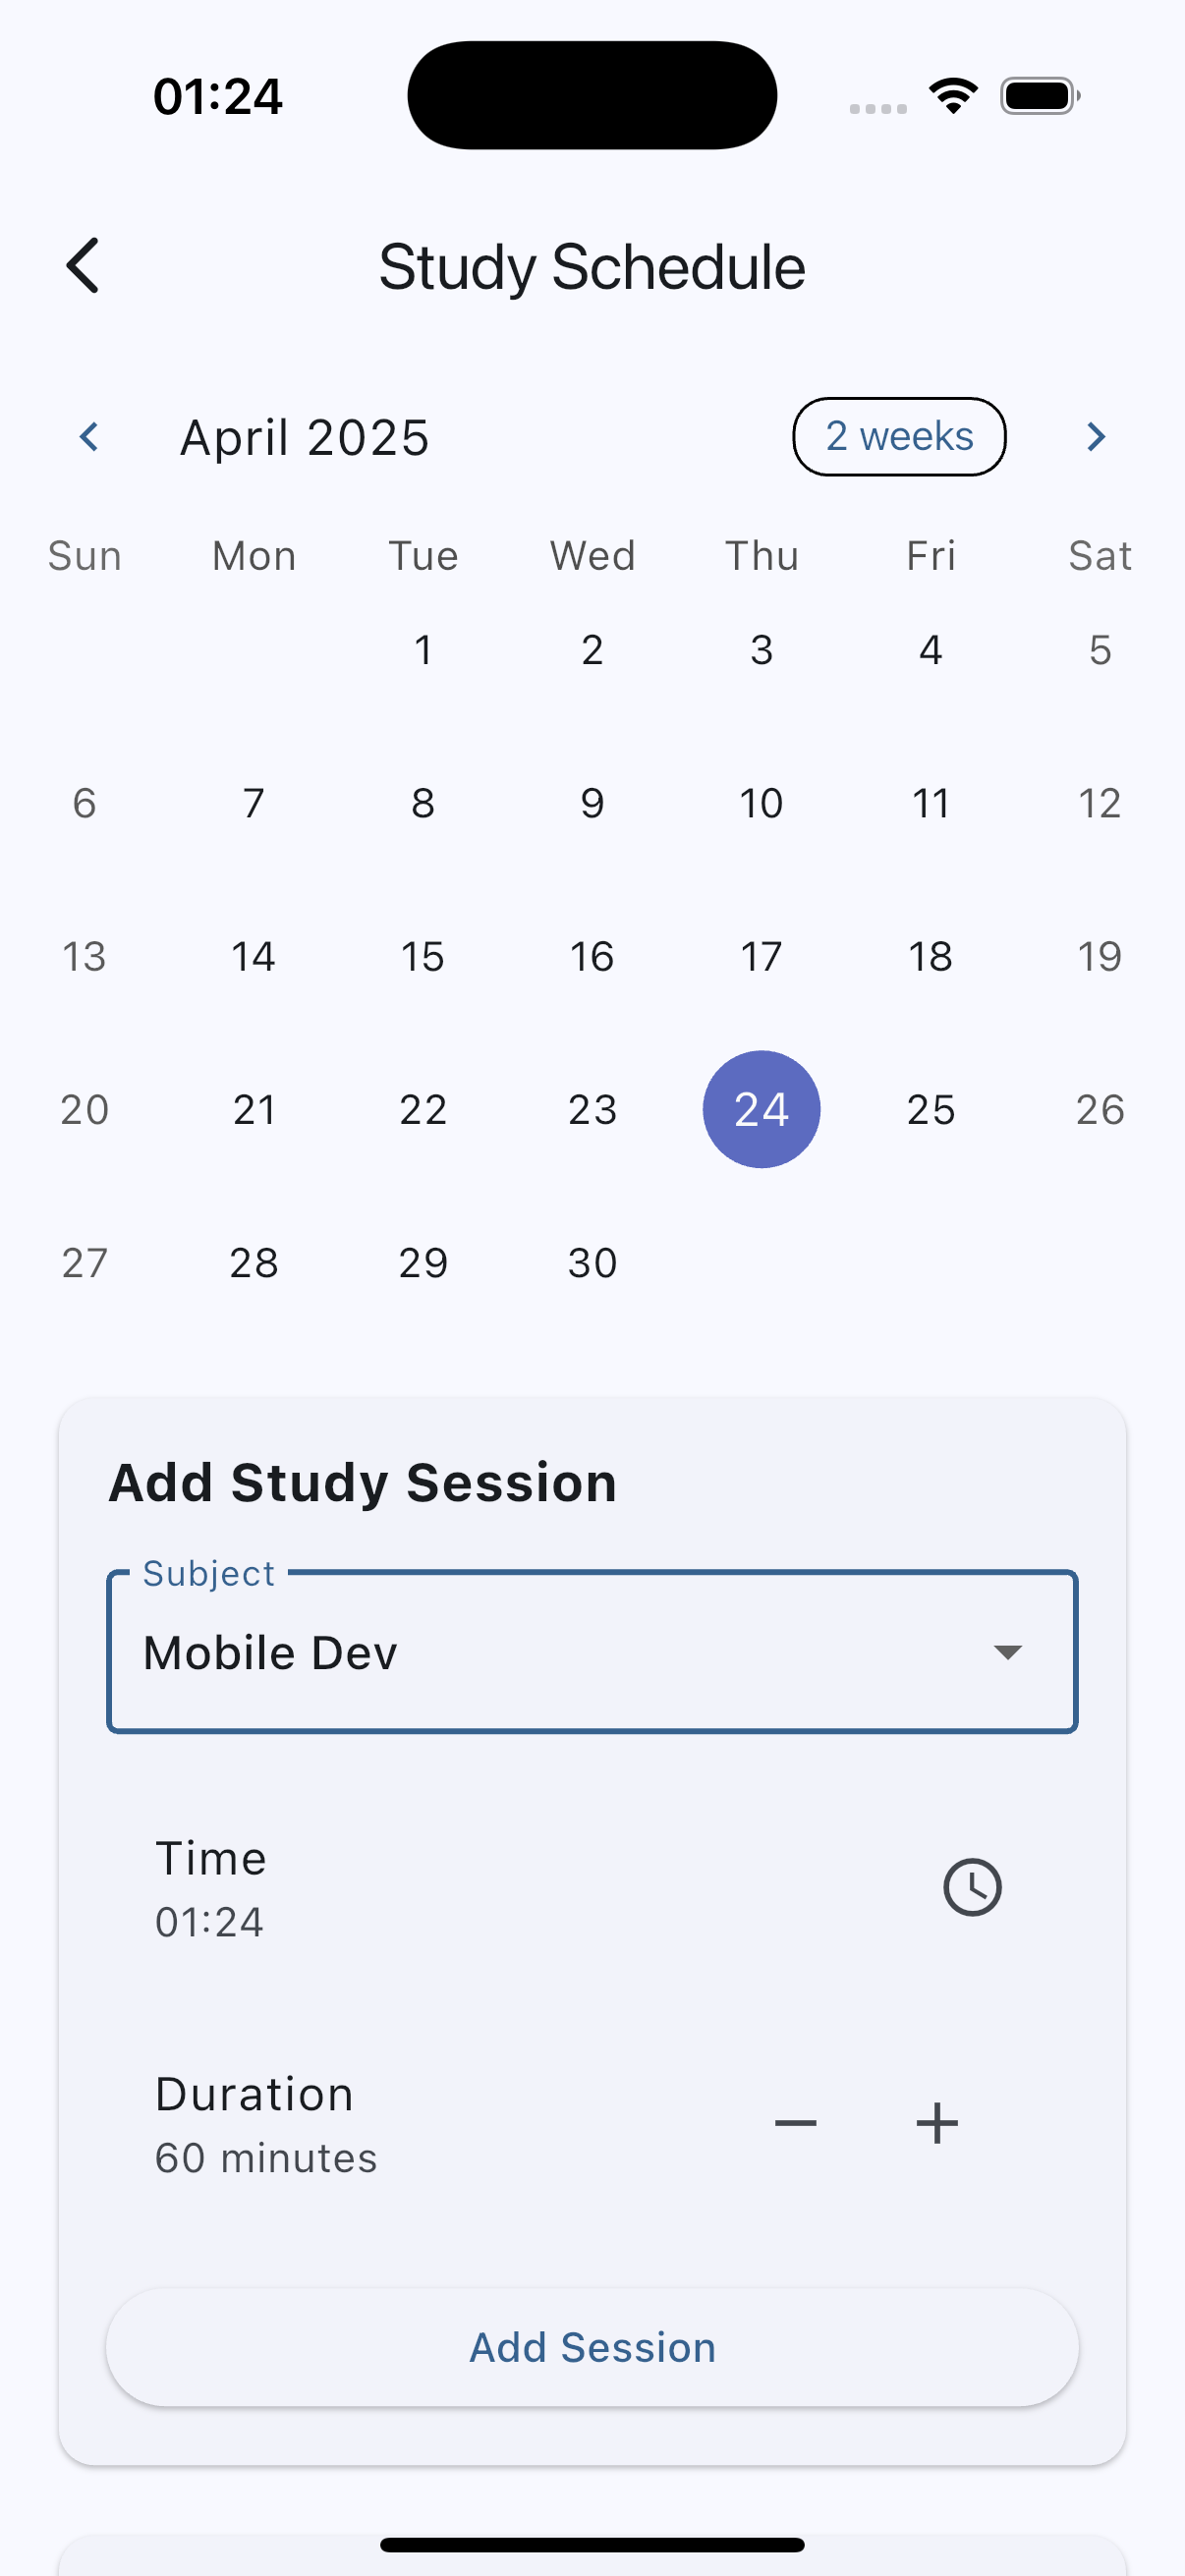 01:24
Study Schedule
April 2025 2 weeks
Sun Mon Tue Wed Thu Fri Sat
1 2 3 4 5
6 7 8 9 10 11 12
13 14 15 16 17 18 19
20 21 22 23 24 25 26
27 28 29 30
Add Study Session
Subject
Mobile Dev
Time
01:24
Duration
60 minutes
Add Session